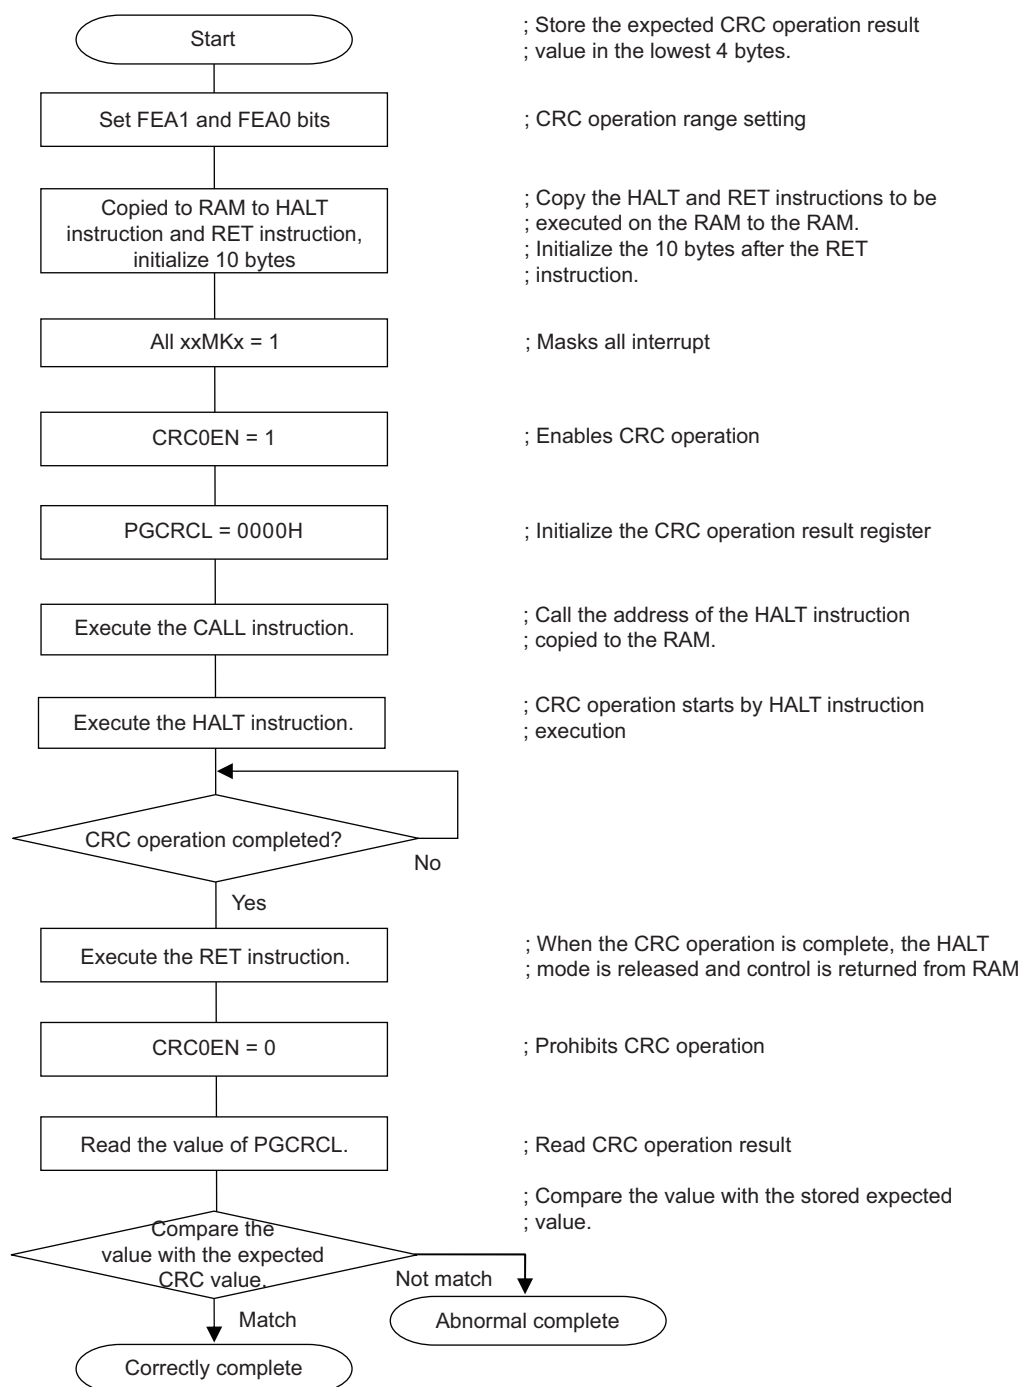 Start
; Store the expected CRC operation result
; value in the lowest 4 bytes.
Set FEA1 and FEA0 bits
; CRC operation range setting
Copied to RAM to HALT
instruction and RET instruction,
initialize 10 bytes
; Copy the HALT and RET instructions to be
; executed on the RAM to the RAM.
; Initialize the 10 bytes after the RET
; instruction.
All xxMKx = 1
; Masks all interrupt
CRC0EN = 1
; Enables CRC operation
PGCRCL = 0000H
; Initialize the CRC operation result register
Execute the CALL instruction.
; Call the address of the HALT instruction
; copied to the RAM.
Execute the HALT instruction.
; CRC operation starts by HALT instruction
; execution
CRC operation completed?
No
Yes
Execute the RET instruction.
; When the CRC operation is complete, the HALT
; mode is released and control is returned from RAM
CRC0EN = 0
; Prohibits CRC operation
Read the value of PGCRCL.
; Read CRC operation result
; Compare the value with the stored expected
; value.
Compare the
value with the expected
CRC value.
Not match
Match
Abnormal complete
Correctly complete